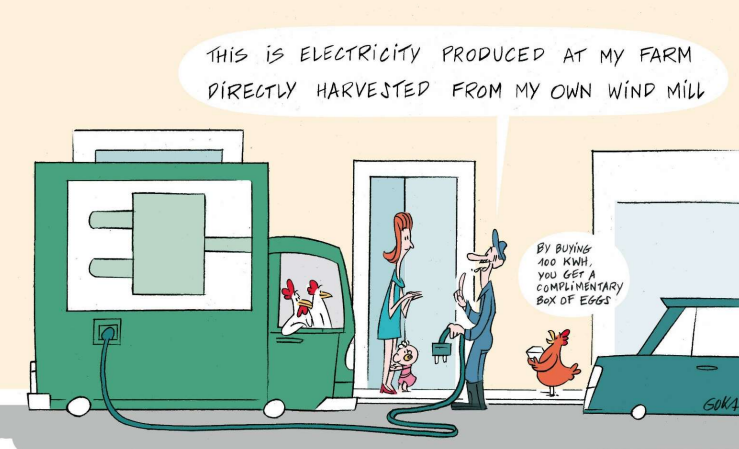 THIS IS ELECTRICITY PRODUCED AT MY FARM
DIRECTLY HARVESTED FROM MY OWN WIND MILL
BY BUYING
100 KWH,
YOU GET A
COMPLIMENTARY
BOX OF EGGS
GOKA